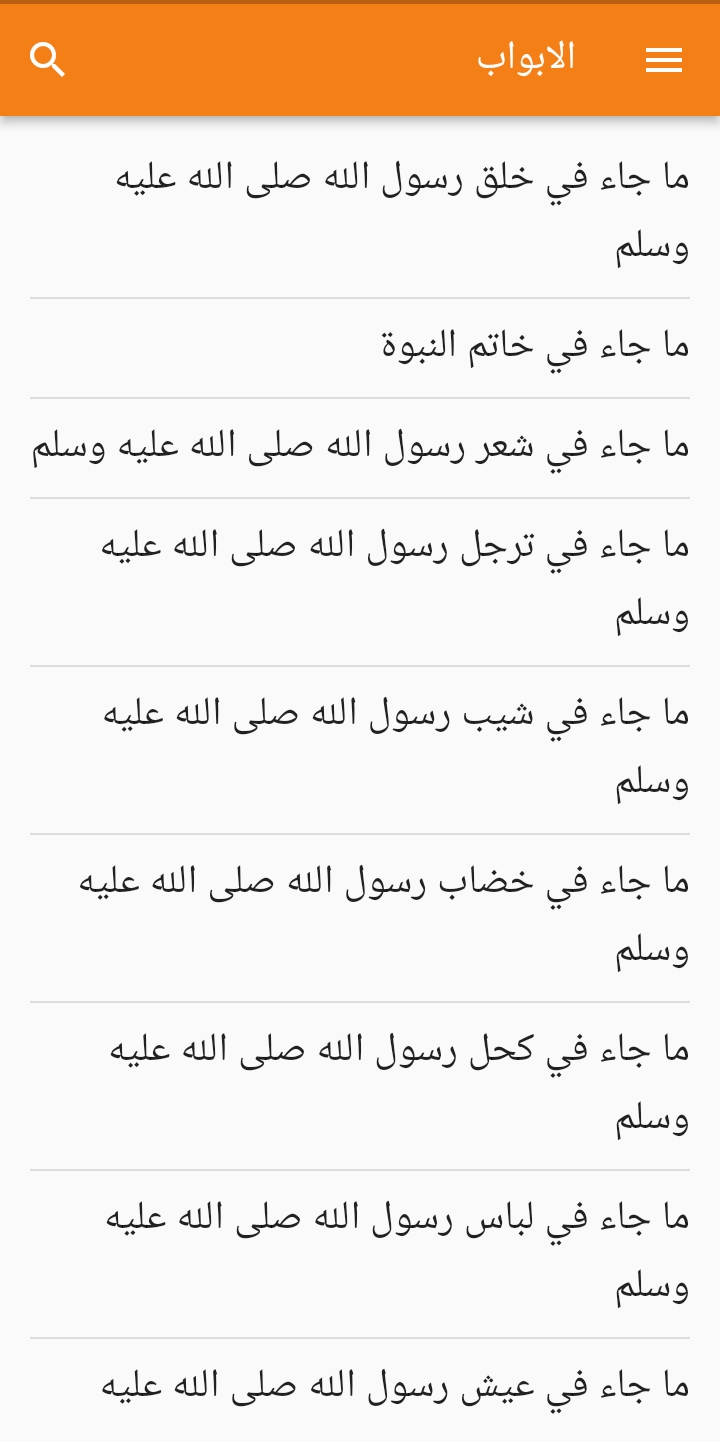 الابواب
ما جاء في خلق رسول الله صلى الله عليه
وسلم
ما جاء في خاتم النبوة
ما جاء في شعر رسول الله صلى الله عليه وسلم
ما جاء في ترجل رسول الله صلى الله عليه
وسلم
ما جاء في شيب رسول الله صلى الله عليه
وسلم
ما جاء في خضاب رسول الله صلى الله عليه
وسلم
ما جاء في كحل رسول الله صلى الله عليه
وسلم
ما جاء في لباس رسول الله صلى الله عليه
وسلم
ما جاء في عيش رسول الله صلى الله عليه